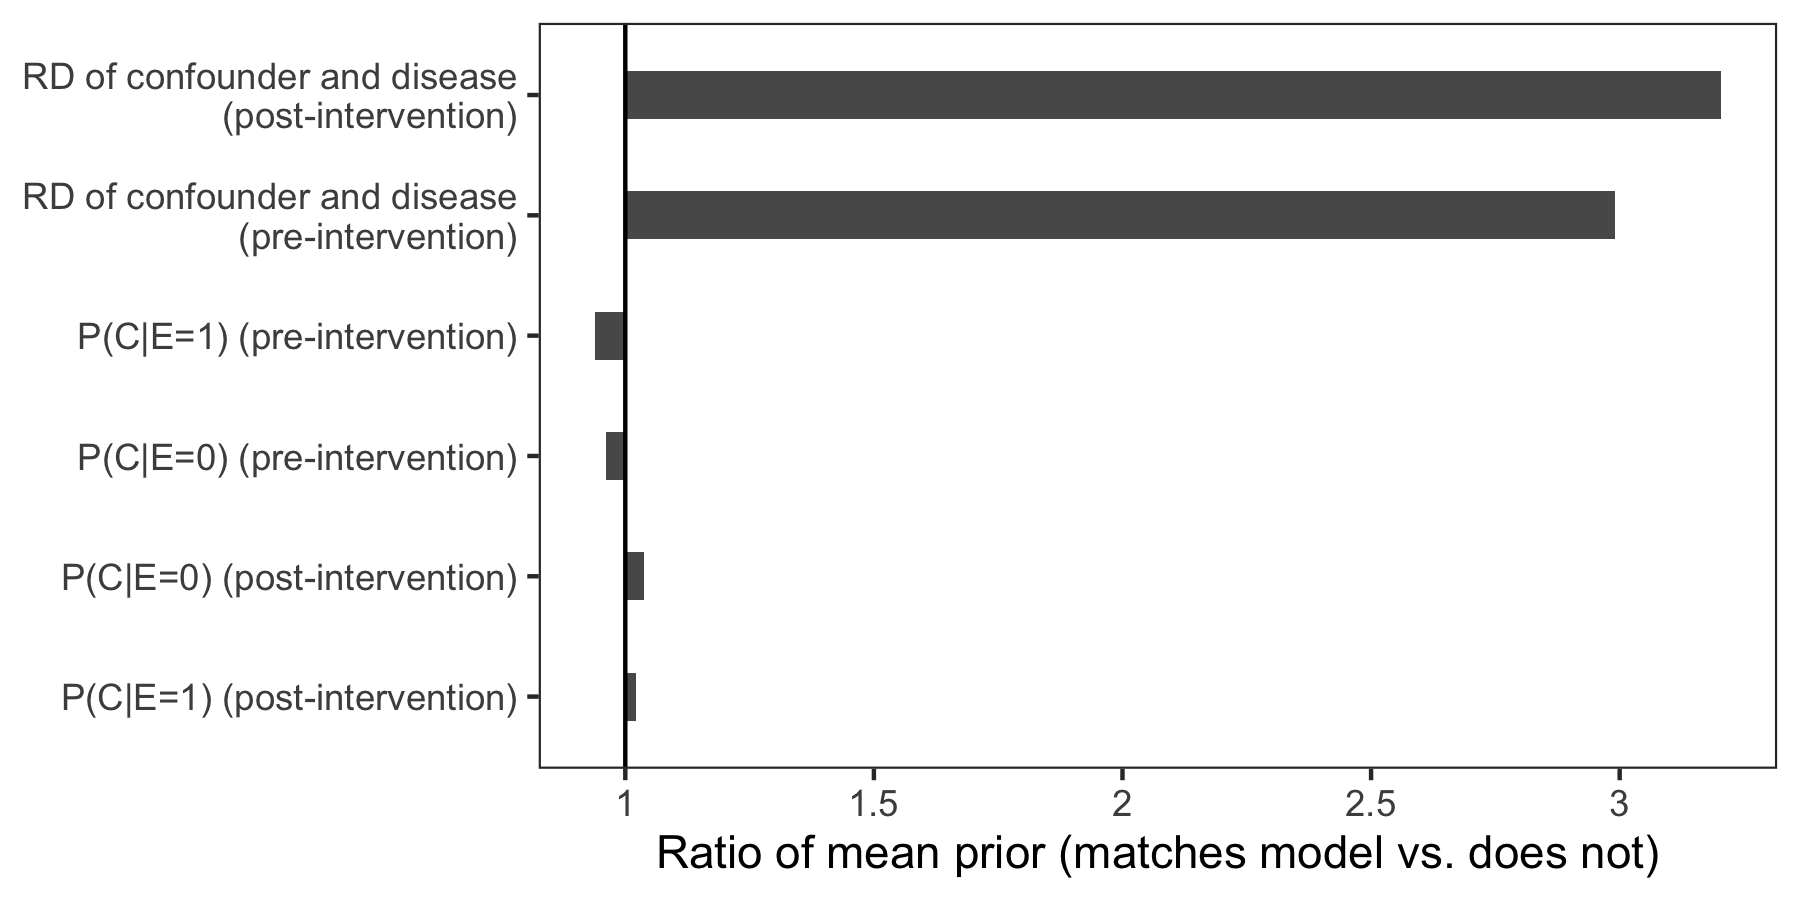 RD of confounder and disease
(post-intervention)
RD of confounder and disease
(pre-intervention)
P(C|E=1) (pre-intervention)
P(C|E=0) (pre-intervention)
P(C|E=0) (post-intervention)
P(C|E=1) (post-intervention)
1 1.5 2 2.5 3
Ratio of mean prior (matches model vs. does not)